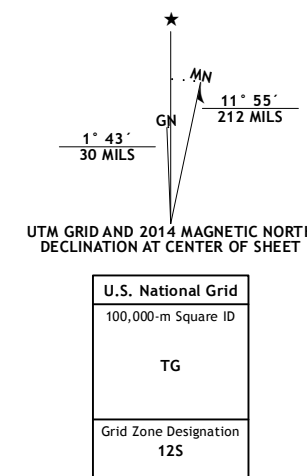 MN
GN
11° 55´
212 MILS
1° 43´
30 MILS
UTM GRID AND 2014 MAGNETIC NORTH
DECLINATION AT CENTER OF SHEET
U.S. National Grid
100,000-m Square ID
TG
Grid Zone Designation
12S